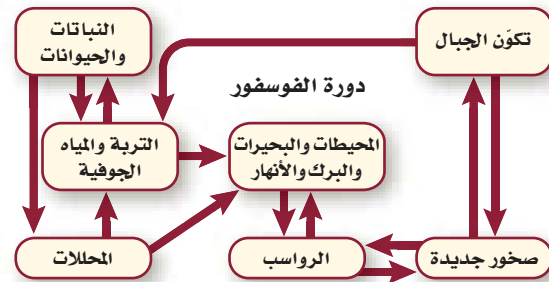 تكوّن الجبال
النباتات
والحيوانات
دورة الفوسفور
المحيطات والبحيرات
والبرك والأنهار
التربة والمياه
الجوفية
صخور جديدة
الرواسب
المحللات